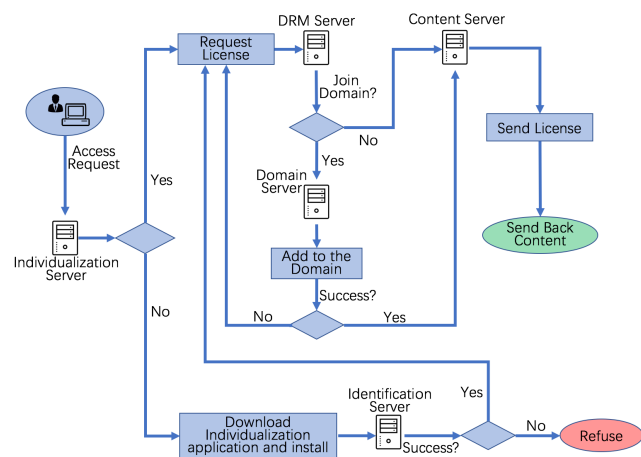 DRM Server
Content Server
Request
License
Join
Domain?
Send License
Access
Request
Yes
No
Yes
Domain
Server
Send Back
Content
Individualization
Server
Add to the
Domain
Success?
No
No
Yes
Yes
Identification
Server
Download
Individualization
application and install
Success?
No
Refuse